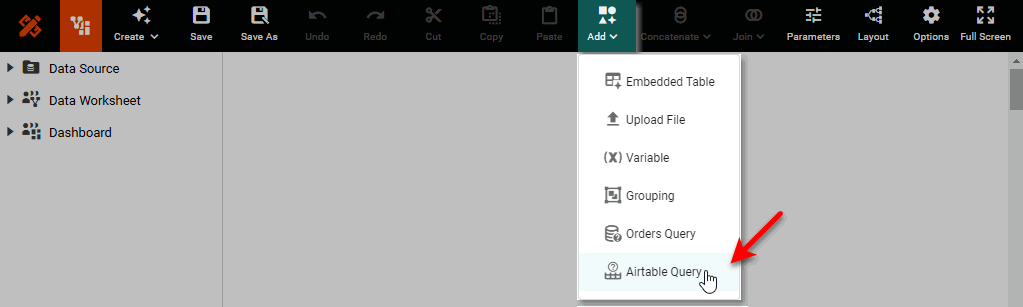 Create Save Save As Undo Redo Cut Copy Paste Add Concatenate Join Parameters Layout Options Full Screen
Data Source
Data Worksheet
Dashboard
Embedded Table
Upload File
(X) Variable
Grouping
Orders Query
Airtable Query